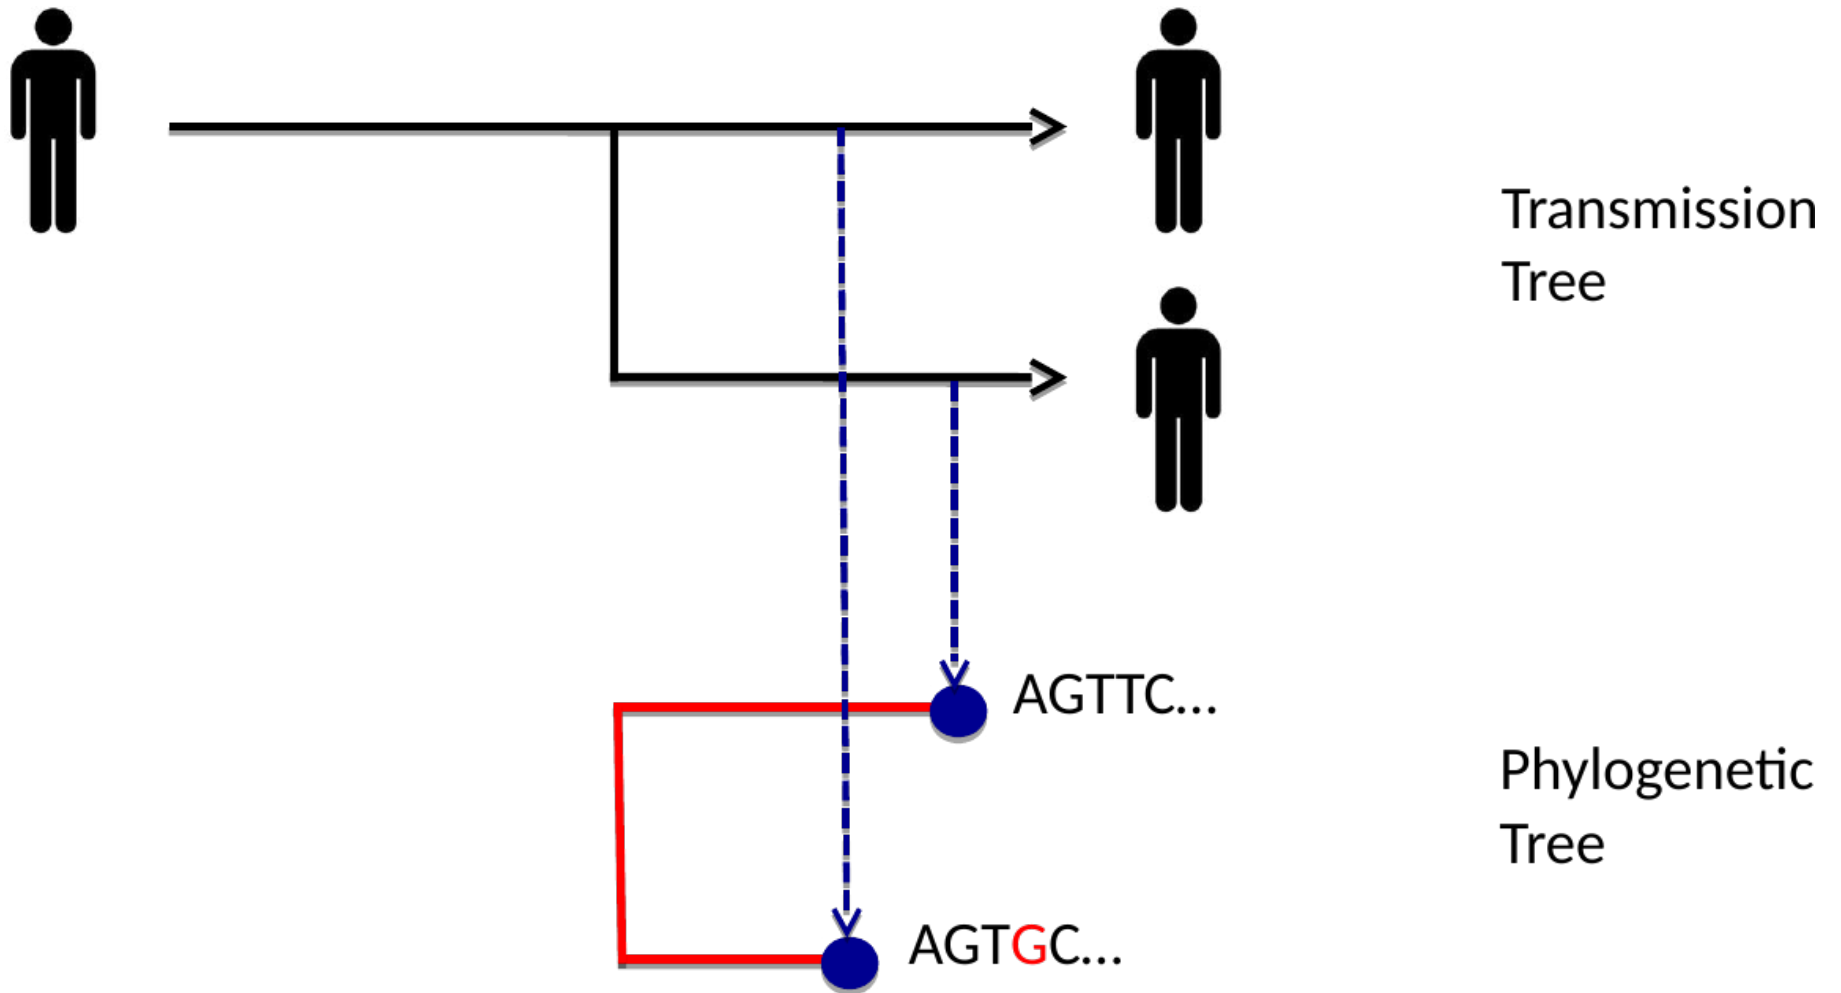 Transmission
Tree
AGTTC...
Phylogenetic
Tree
AGTGC...